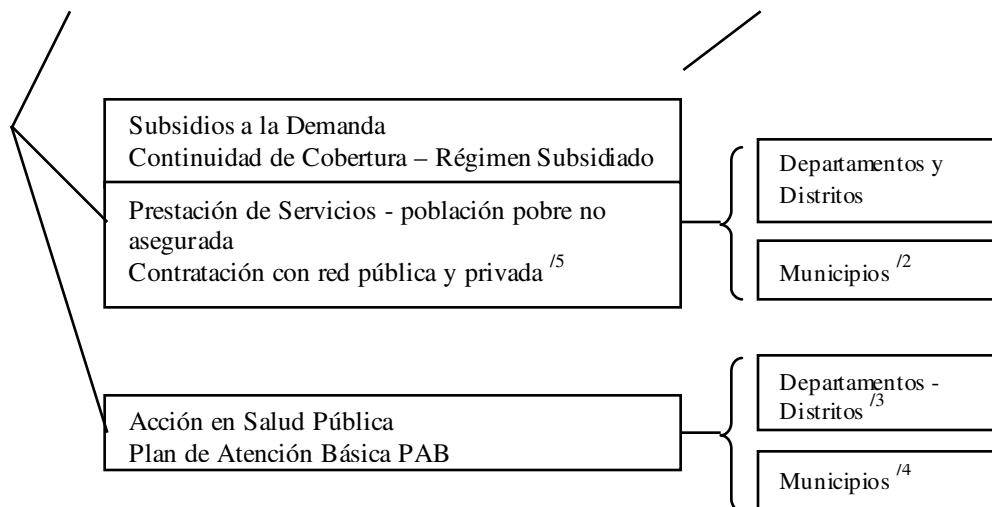 Subsidios a la Demanda
Continuidad de Cobertura – Régimen Subsidiado
Prestación de Servicios - población pobre no
asegurada
Contratación con red pública y privada /5
Departamentos y
Distritos
Municipios /2
Acción en Salud Pública
Plan de Atención Básica PAB
Departamentos -
Distritos /3
Municipios /4